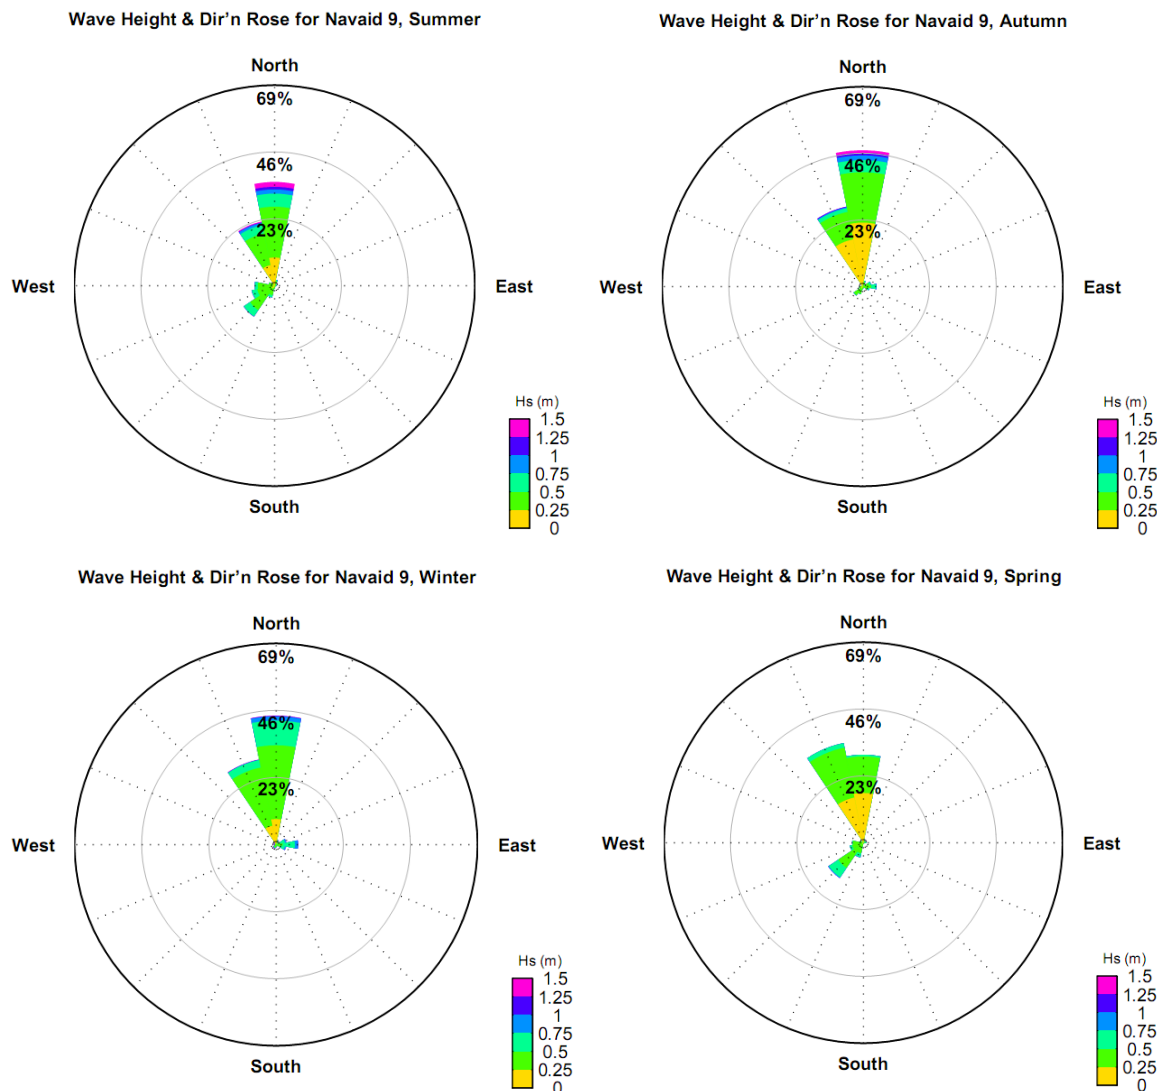 Wave Height & Dir’n Rose for Navaid 9, Summer
North
69%
46%
23%
West
East
South
Hs (m)
1.5
1.25
1
0.75
0.5
0.25
0
Wave Height & Dir’n Rose for Navaid 9, Autumn
North
69%
46%
23%
West
East
South
Hs (m)
1.5
1.25
1
0.75
0.5
0.25
0
Wave Height & Dir’n Rose for Navaid 9, Winter
North
69%
46%
23%
West
East
South
Hs (m)
1.5
1.25
1
0.75
0.5
0.25
0
Wave Height & Dir’n Rose for Navaid 9, Spring
North
69%
46%
23%
West
East
South
Hs (m)
1.5
1.25
1
0.75
0.5
0.25
0